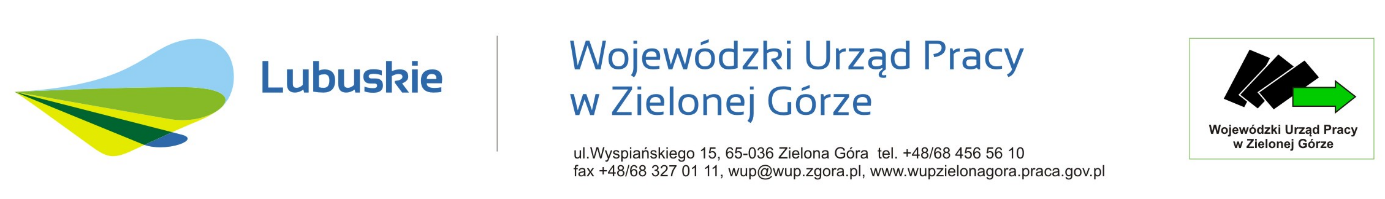 Lubuskie
Wojewódzki Urząd Pracy
w Zielonej Górze
ul.Wyspiańskiego 15, 65-036 Zielona Góra tel. +48/68 456 56 10
fax +48/68 327 01 11, wup@wup.zgora.pl, www.wupzielonagora.praca.gov.pl
Wojewódzki Urząd Pracy
w Zielonej Górze